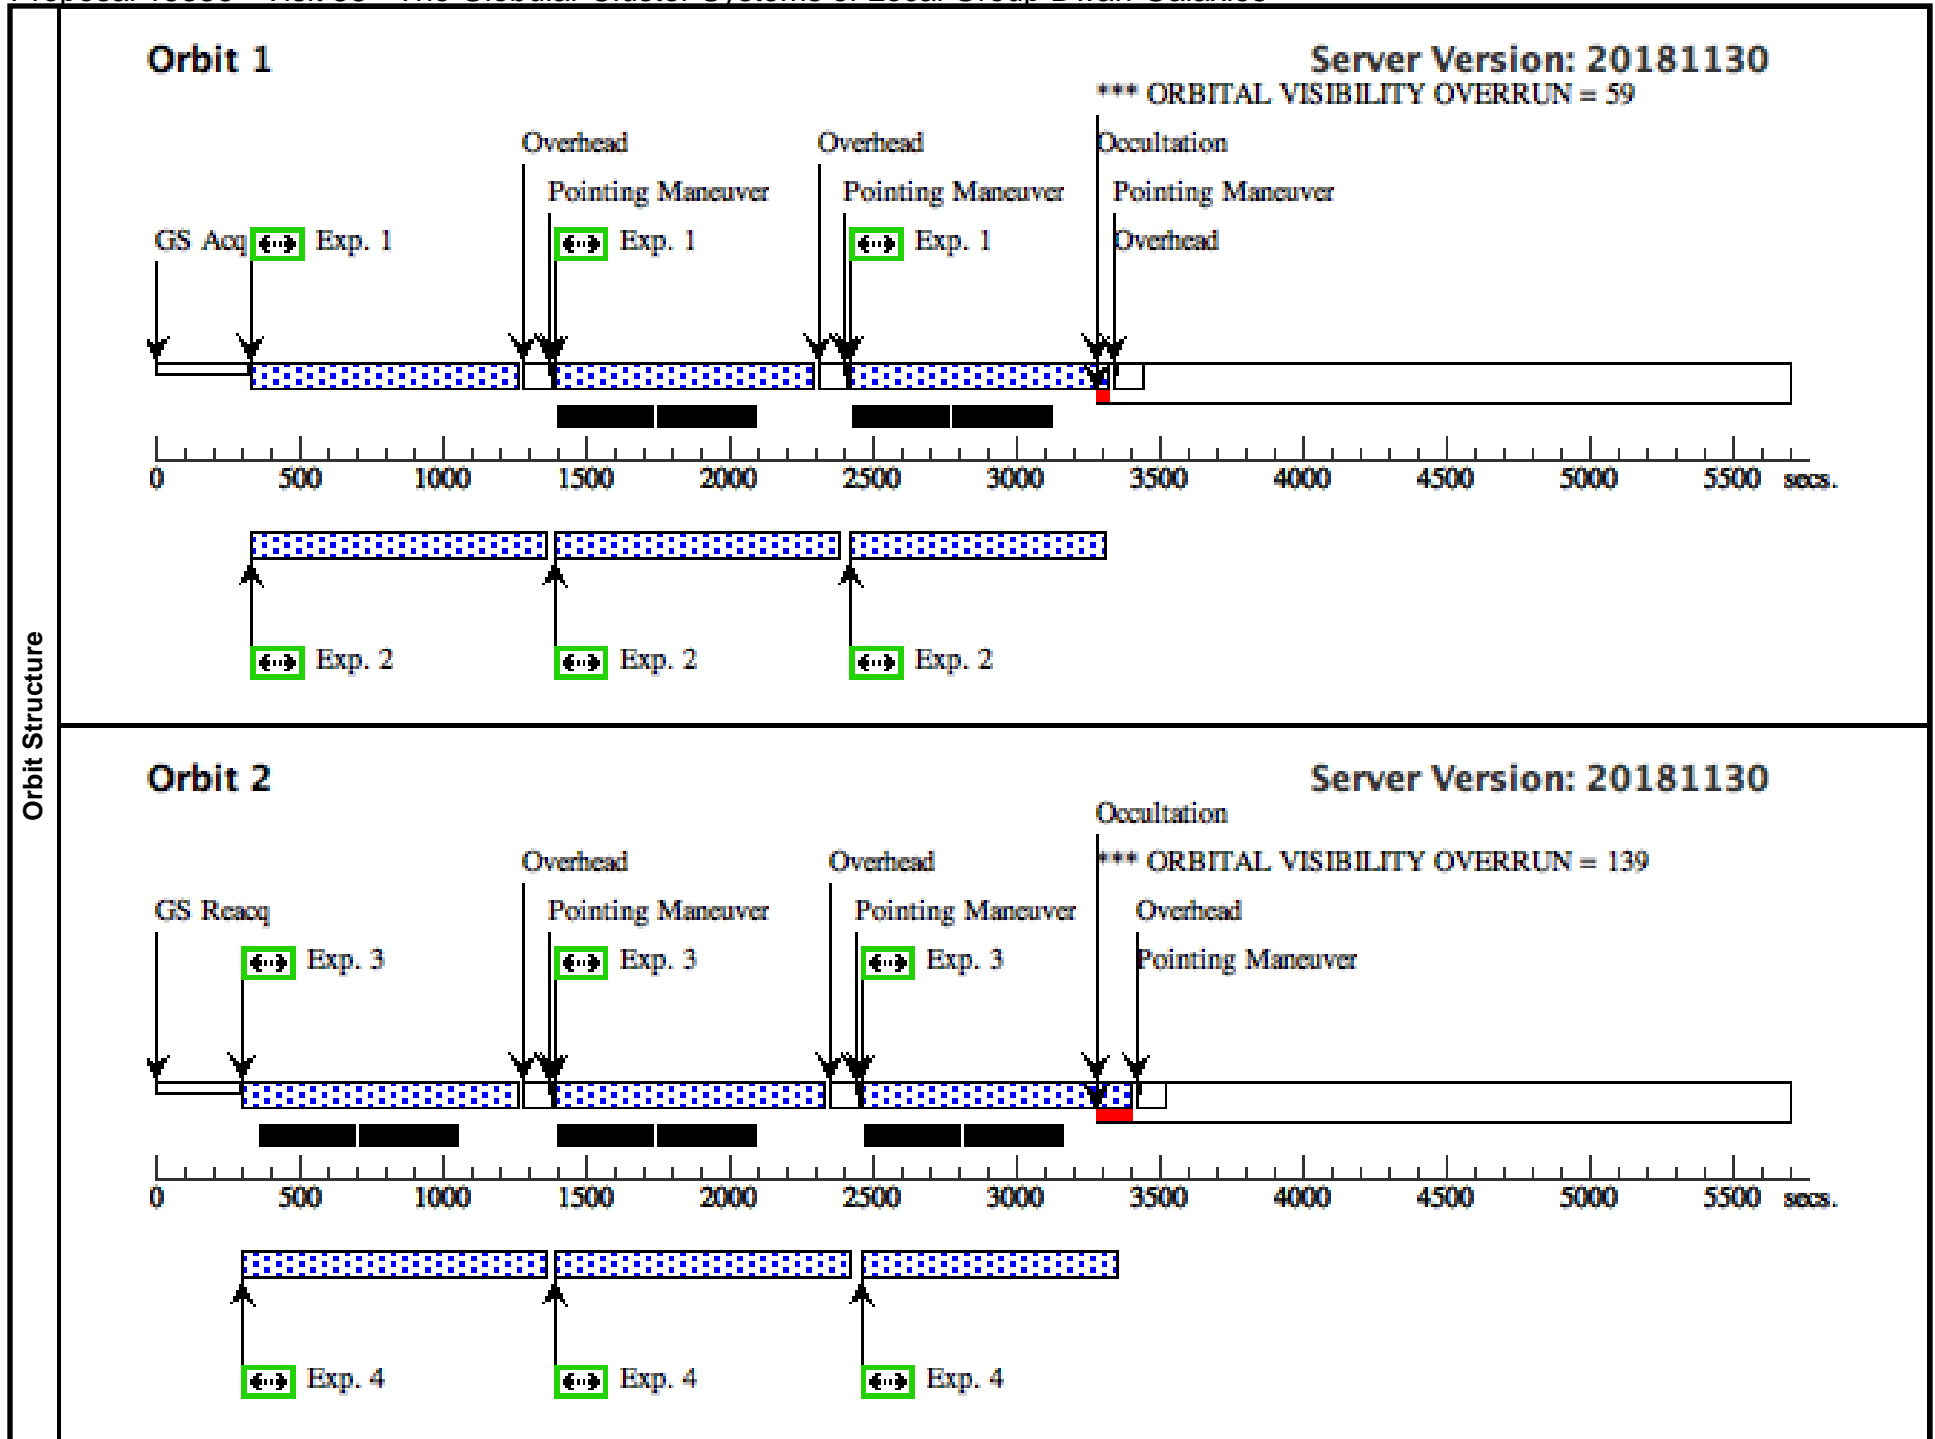 Orbit Structure
Orbit 1
Server Version: 20181130
*** ORBITAL VISIBILITY OVERRUN = 59
Overhead
Overhead
Occultation
Pointing Maneuver
Pointing Maneuver
Pointing Maneuver
GS Acq
Exp. 1
Exp. 1
Exp. 1
Overhead
0 500 1000 1500 2000 2500 3000 3500 4000 4500 5000 5500 secs.
Exp. 2
Exp. 2
Exp. 2
Orbit 2
Server Version: 20181130
Occultation
Overhead
Overhead
*** ORBITAL VISIBILITY OVERRUN = 139
GS Reacq
Pointing Maneuver
Pointing Maneuver
Overhead
Exp. 3
Exp. 3
Exp. 3
Pointing Maneuver
0 500 1000 1500 2000 2500 3000 3500 4000 4500 5000 5500 secs.
Exp. 4
Exp. 4
Exp. 4